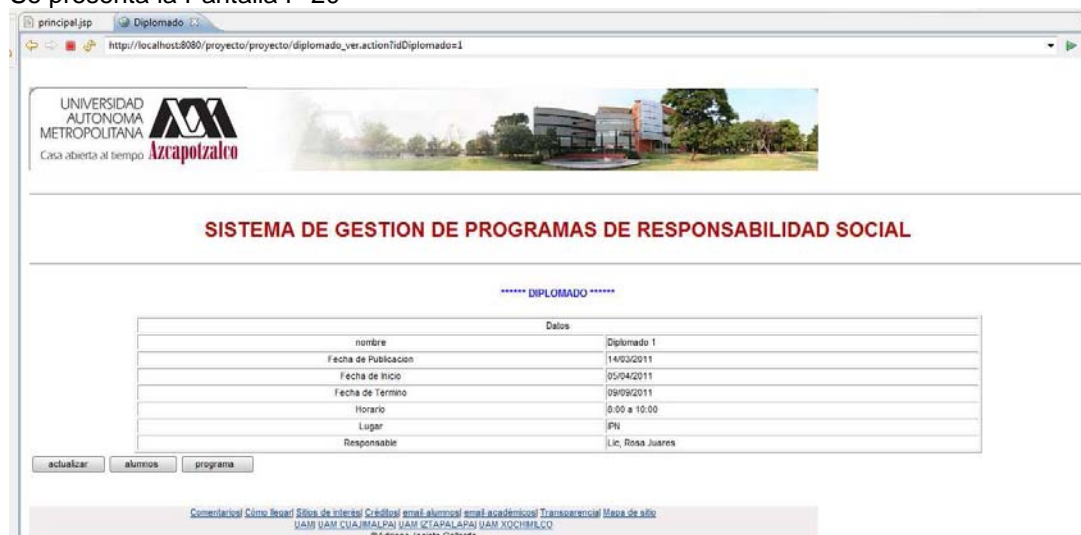 Se presenta la Pantalla P-20
principal.jsp Diplomado
http://localhost:8080/proyecto/proyecto/diplomado_ver.action?idDiplomado=1
UNIVERSIDAD
AUTONOMA
METROPOLITANA
Casa abierta al tiempo Azcapotzalco
SISTEMA DE GESTION DE PROGRAMAS DE RESPONSABILIDAD SOCIAL
****** DIPLOMADO ******
Datos
nombre Diplomado 1
Fecha de Publicacion 14/03/2011
Fecha de Inicio 05/04/2011
Fecha de Termino 09/09/2011
Horario 8:00 a 10:00
Lugar IPN
Responsable Lic, Rosa Juares
actualizar alumnos programa
Comentarios| Cómo llegar| Sitios de interés| Créditos| email-alumnos| email-académicos| Transparencia| Mapa de sitio
UAM| UAM CUAJIMALPA| UAM IZTAPALAPA| UAM XOCHIMILCO